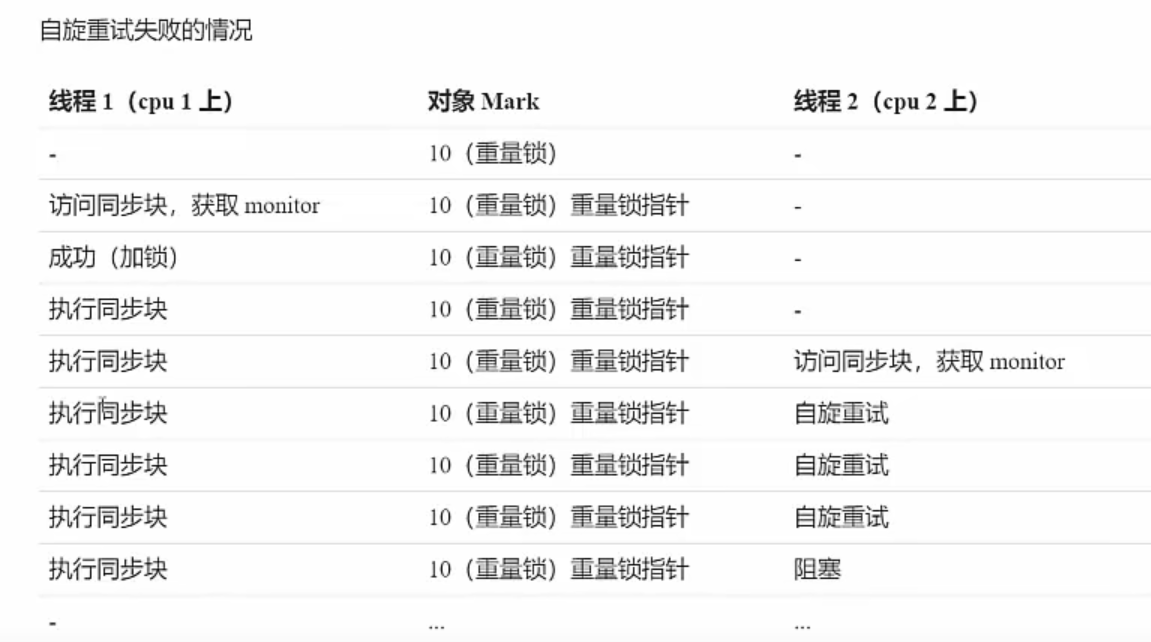 自旋重试失败的情况
线程 1（cpu 1 上） 对象 Mark 线程 2（cpu 2 上）
- 10（重量锁） -
访问同步块，获取 monitor 10（重量锁）重量锁指针 -
成功（加锁） 10（重量锁）重量锁指针 -
执行同步块 10（重量锁）重量锁指针 -
执行同步块 10（重量锁）重量锁指针 访问同步块，获取 monitor
执行同步块 10（重量锁）重量锁指针 自旋重试
执行同步块 10（重量锁）重量锁指针 自旋重试
执行同步块 10（重量锁）重量锁指针 自旋重试
执行同步块 10（重量锁）重量锁指针 阻塞
- ... ...